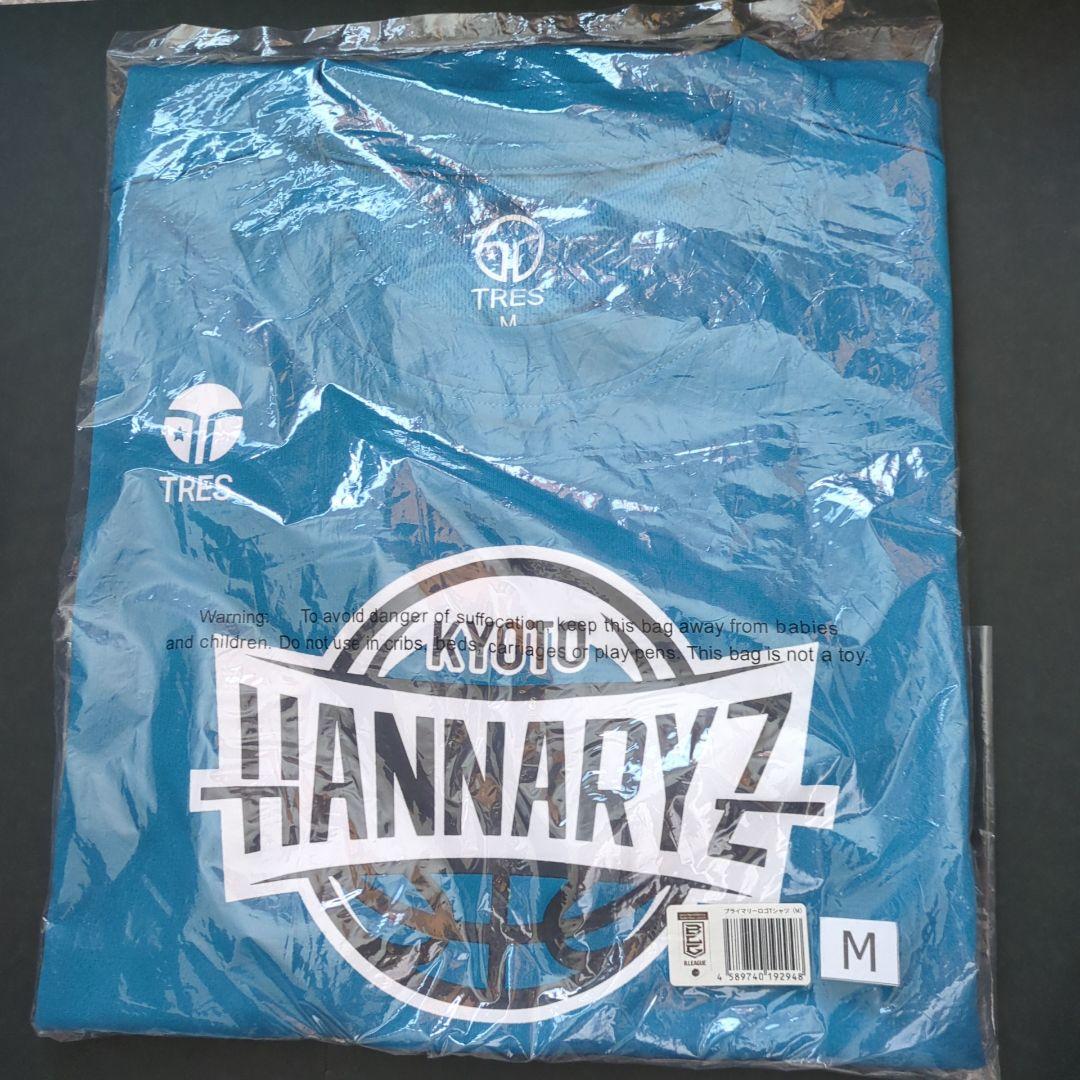 TRES
M
TRES
Warning: To avoid danger of suffocation keep this bag away from babies
and children. Do not use in cribs, beds, carriages or play pens. This bag is not a toy.
KYOTO
HANNARYZ
プライマリーロゴTシャツ (M)
B.LEAGUE
4 589740 192948
M